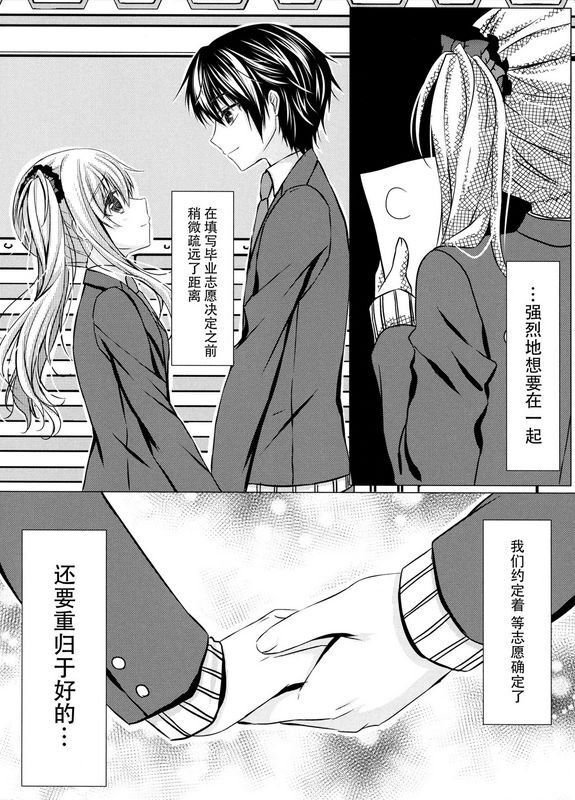 …强烈地想要在一起
在填写毕业志愿决定之前
稍微疏远了距离
我们约定着 等志愿确定了
还要重归于好的…